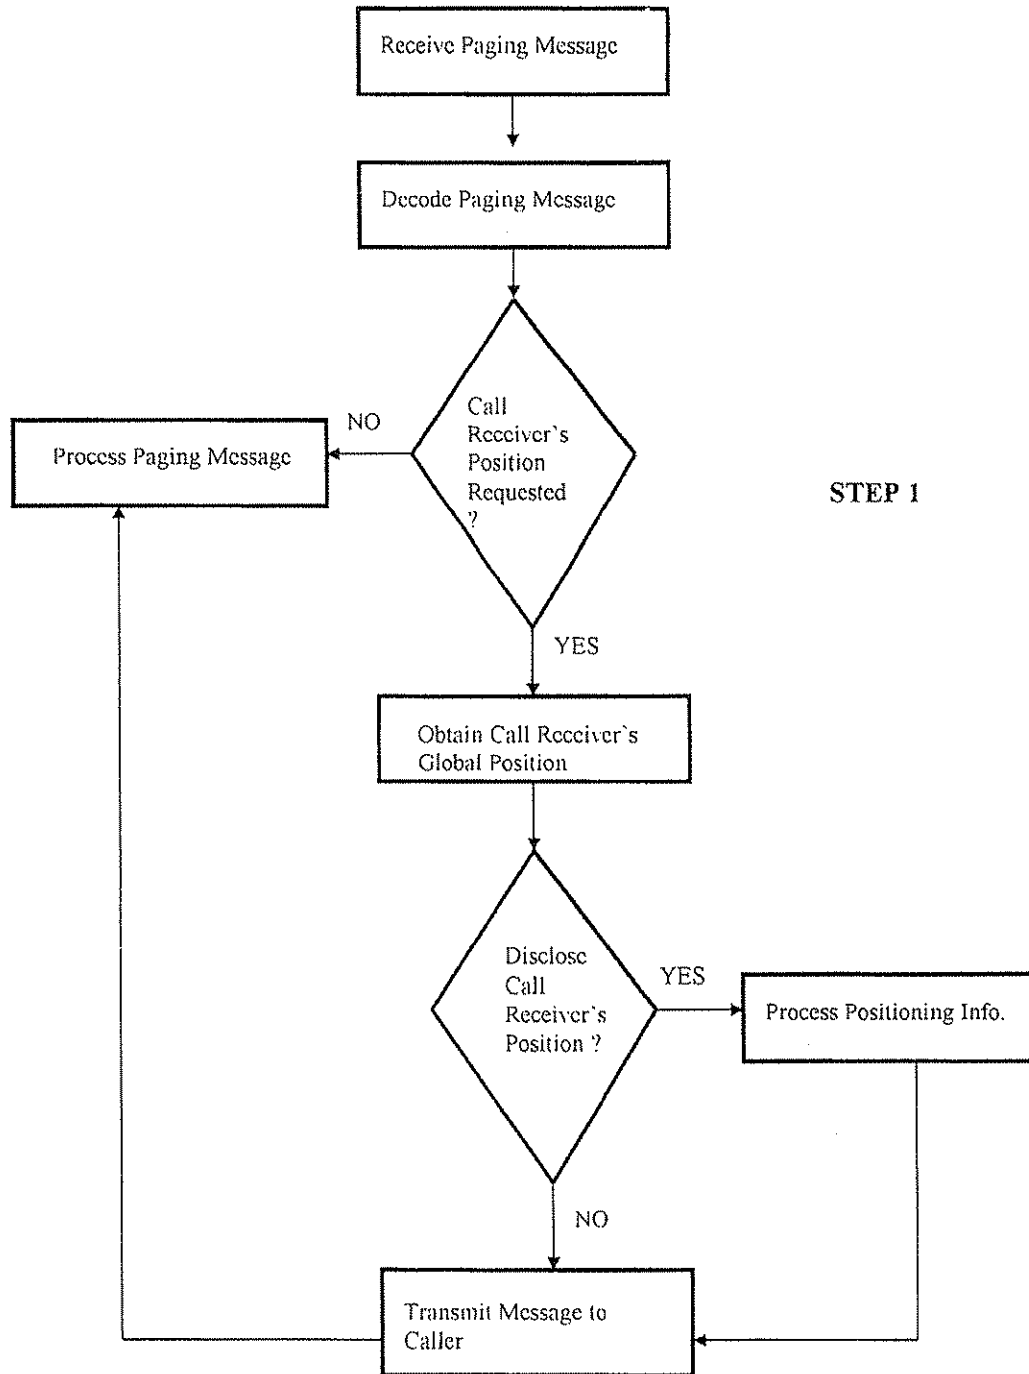 Receive Paging Message
Decode Paging Message
Call
Receiver`s
Position
Requested
?
NO
Process Paging Message
STEP 1
YES
Obtain Call Receiver`s
Global Position
Disclose
Call
Receiver`s
Position ?
YES
Process Positioning Info.
NO
Transmit Message to
Caller